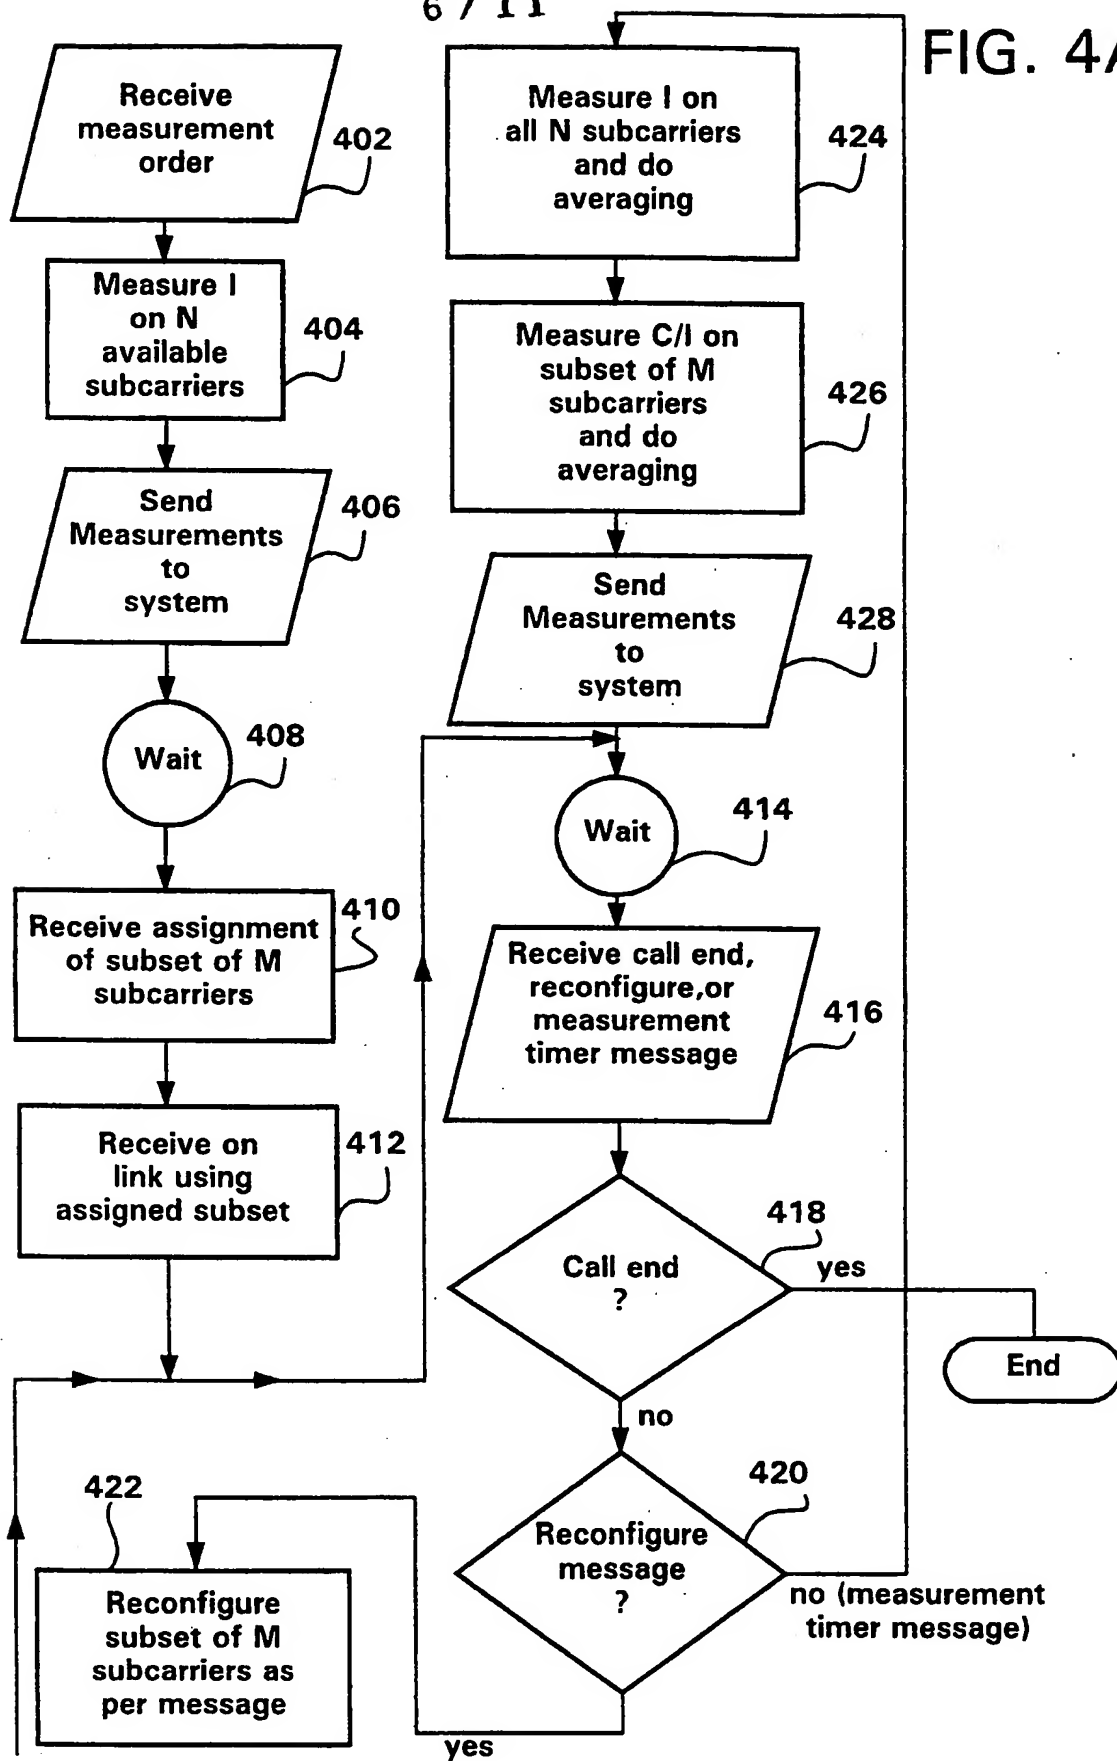 6 / 11
FIG. 4A
Receive
measurement
order
402
Measure I
on N
available
subcarriers
404
Send
Measurements
to
system
406
Wait
408
Receive assignment
of subset of M
subcarriers
410
Receive on
link using
assigned subset
412
422
Reconfigure
subset of M
subcarriers as
per message
Measure I on
all N subcarriers
and do
averaging
424
Measure C/I on
subset of M
subcarriers
and do
averaging
426
Send
Measurements
to
system
428
Wait
414
Receive call end,
reconfigure,or
measurement
timer message
416
Call end
?
418
yes
End
no
Reconfigure
message
?
420
no (measurement
timer message)
yes